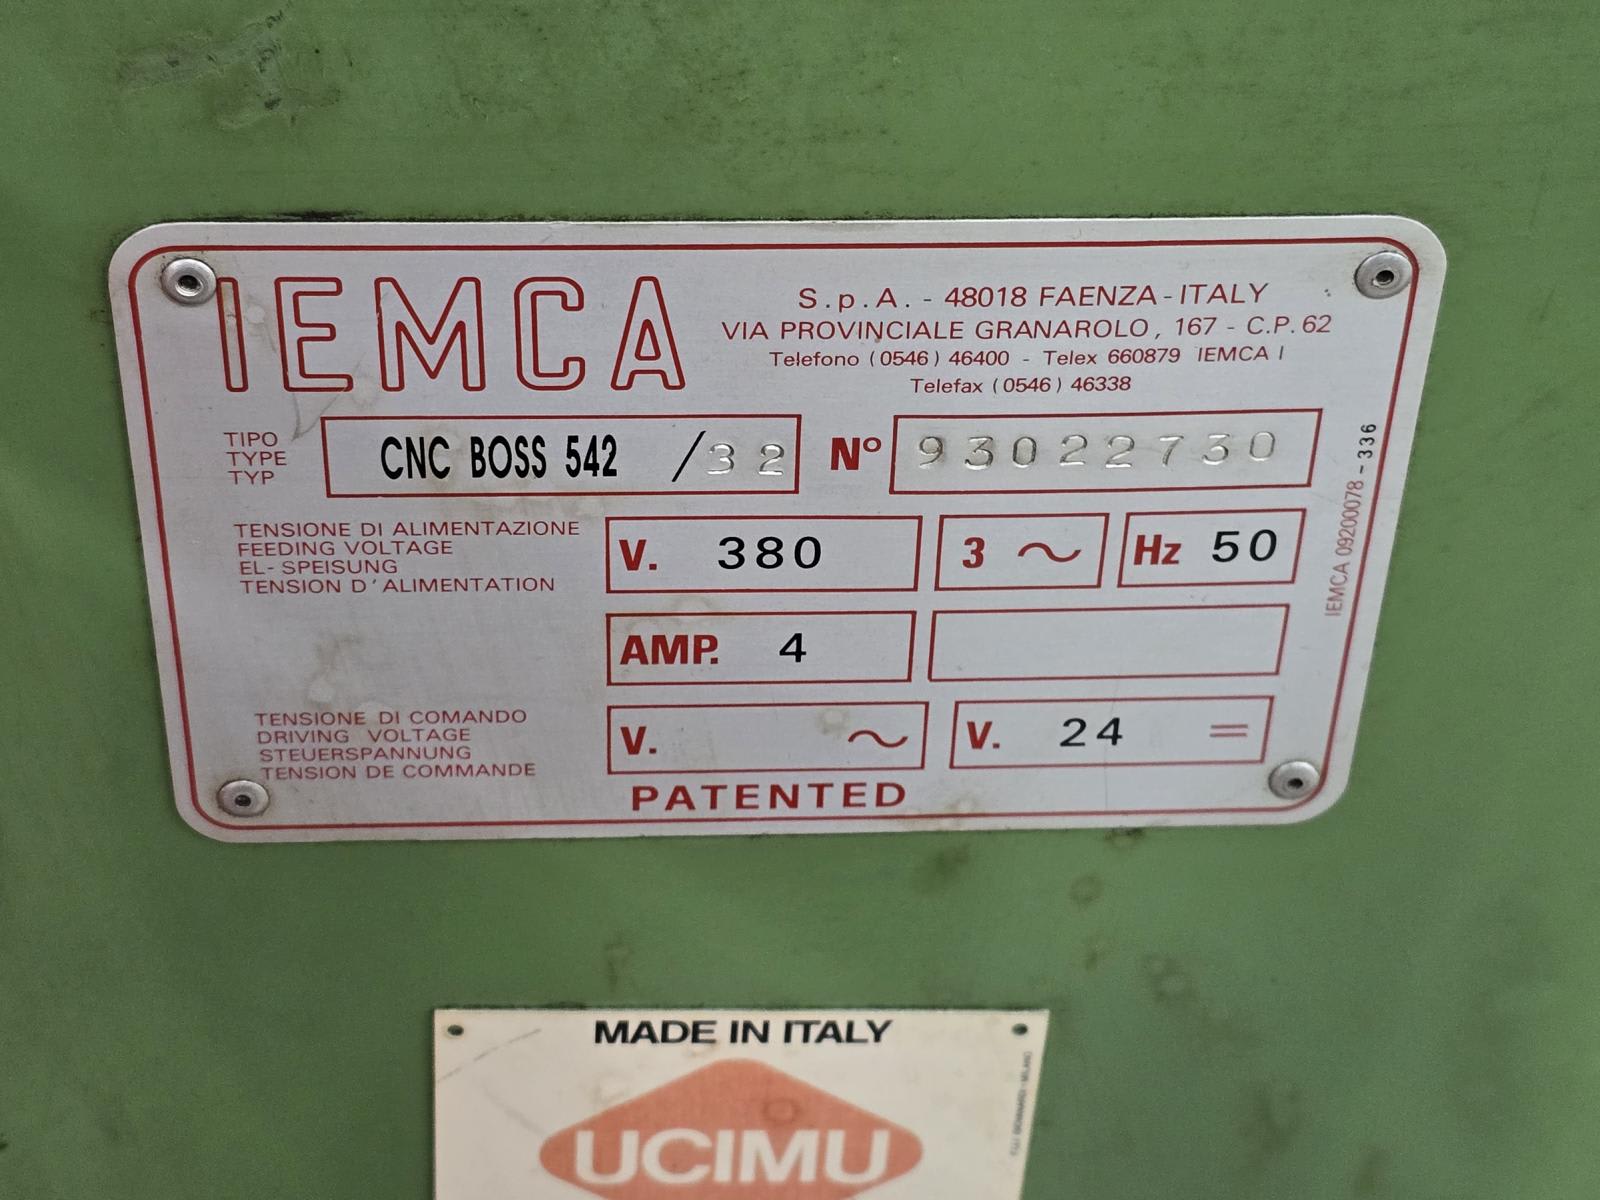 IEMCA
S.p.A. - 48018 FAENZA - ITALY
VIA PROVINCIALE GRANAROLO, 167 - C.P. 62
Telefono (0546) 46400 - Telex 660879 IEMCA I
Telefax (0546) 46338
TIPO
TYPE
TYP
CNC BOSS 542 /32
Nº 93022730
TENSIONE DI ALIMENTAZIONE
FEEDING VOLTAGE
EL- SPEISUNG
TENSION D'ALIMENTATION
V. 380
3 ~
Hz 50
AMP. 4
TENSIONE DI COMANDO
DRIVING VOLTAGE
STEUERSPANNUNG
TENSION DE COMMANDE
V. ~
V. 24 =
PATENTED
IEMCA 09200078 - 336
MADE IN ITALY
UCIMU